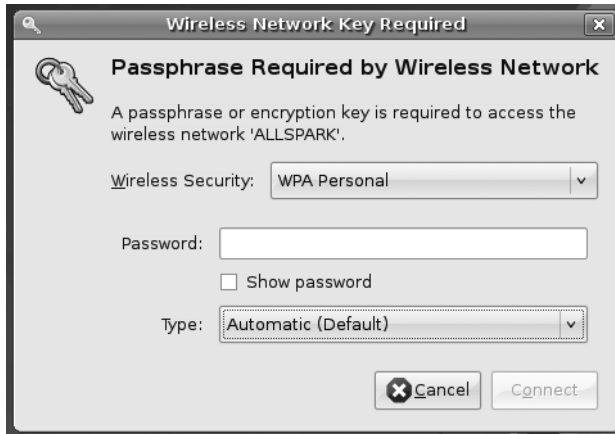 Wireless Network Key Required
Passphrase Required by Wireless Network
A passphrase or encryption key is required to access the
wireless network 'ALLSPARK'.
Wireless Security: WPA Personal
Password:
Show password
Type: Automatic (Default)
Cancel Connect